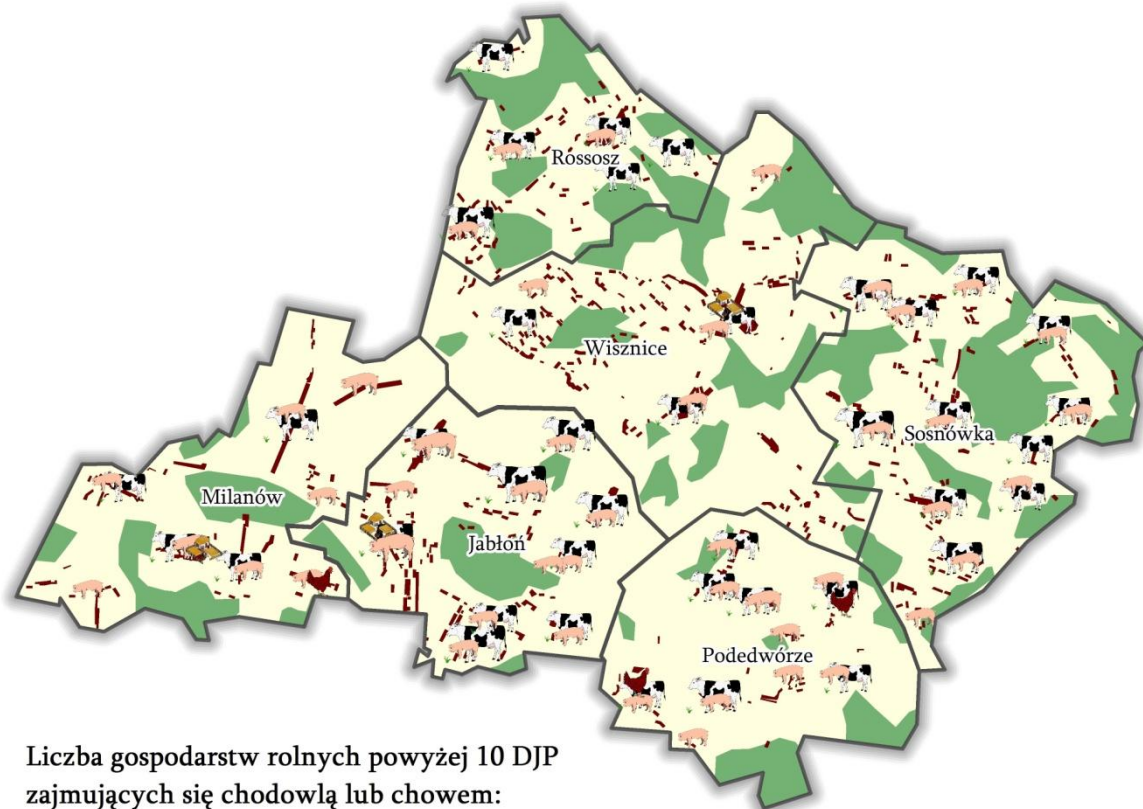 Rossosz
Wisznice
Sosnówka
Milanów
Jabłoń
Podedwórze
Liczba gospodarstw rolnych powyżej 10 DJP
zajmujących się chodowlą lub chowem: